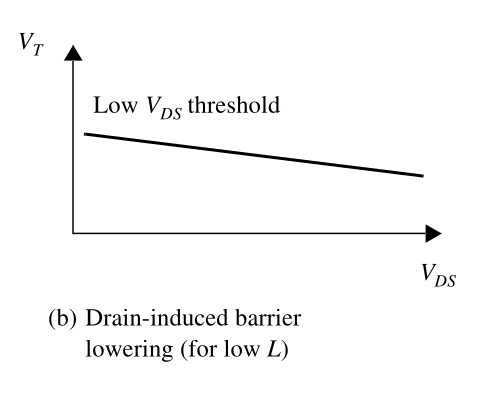 V_T
Low V_DS threshold
V_DS
(b) Drain-induced barrier
lowering (for low L)